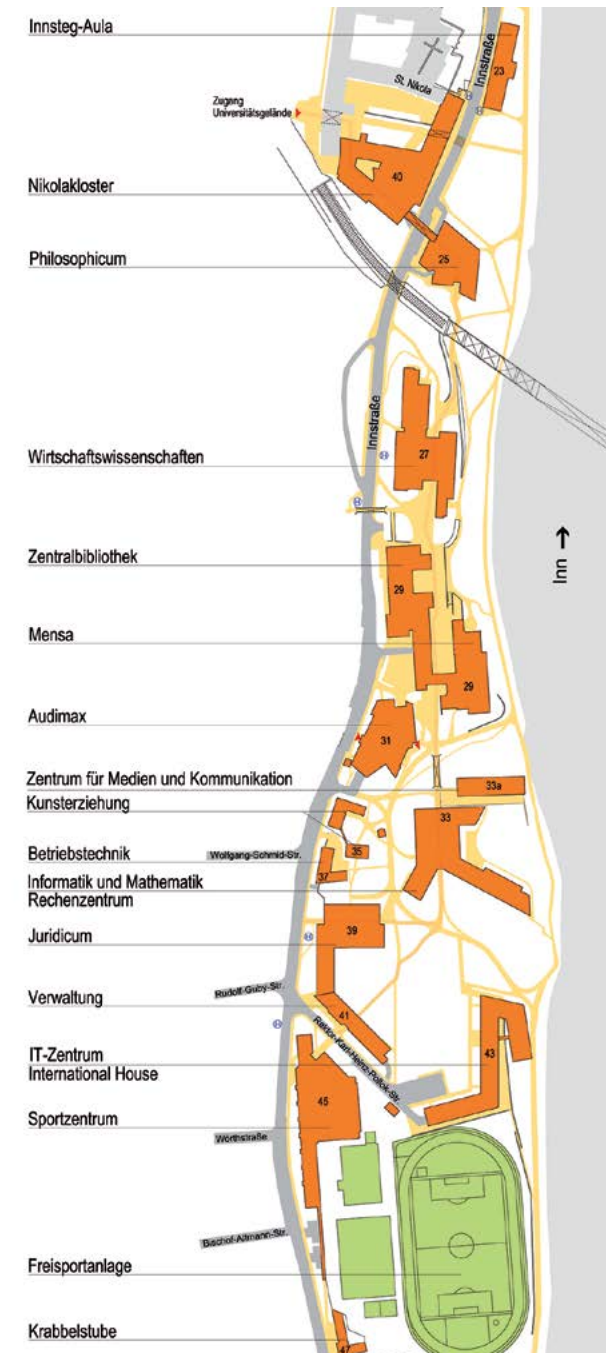 Innsteg-Aula
Innstraße
23
St. Nikola
H
Zugang
Universitätsgelände
H
40
Nikolakloster
Philosophicum
25
Innstraße
Wirtschaftswissenschaften
27
H
H
Inn →
Zentralbibliothek
29
Mensa
29
Audimax
31
Zentrum für Medien und Kommunikation
33a
Kunsterziehung
33
Betriebstechnik
Wolfgang-Schmid-Str.
35
37
Informatik und Mathematik
Rechenzentrum
Juridicum
39
H
Rudolf-Guby-Str.
Verwaltung
41
H
Rektor-Karl-Heinz-Pollok-Str.
43
IT-Zentrum
International House
45
Sportzentrum
Wörthstraße
Bischof-Altmann-Str.
Freisportanlage
Krabbelstube
47